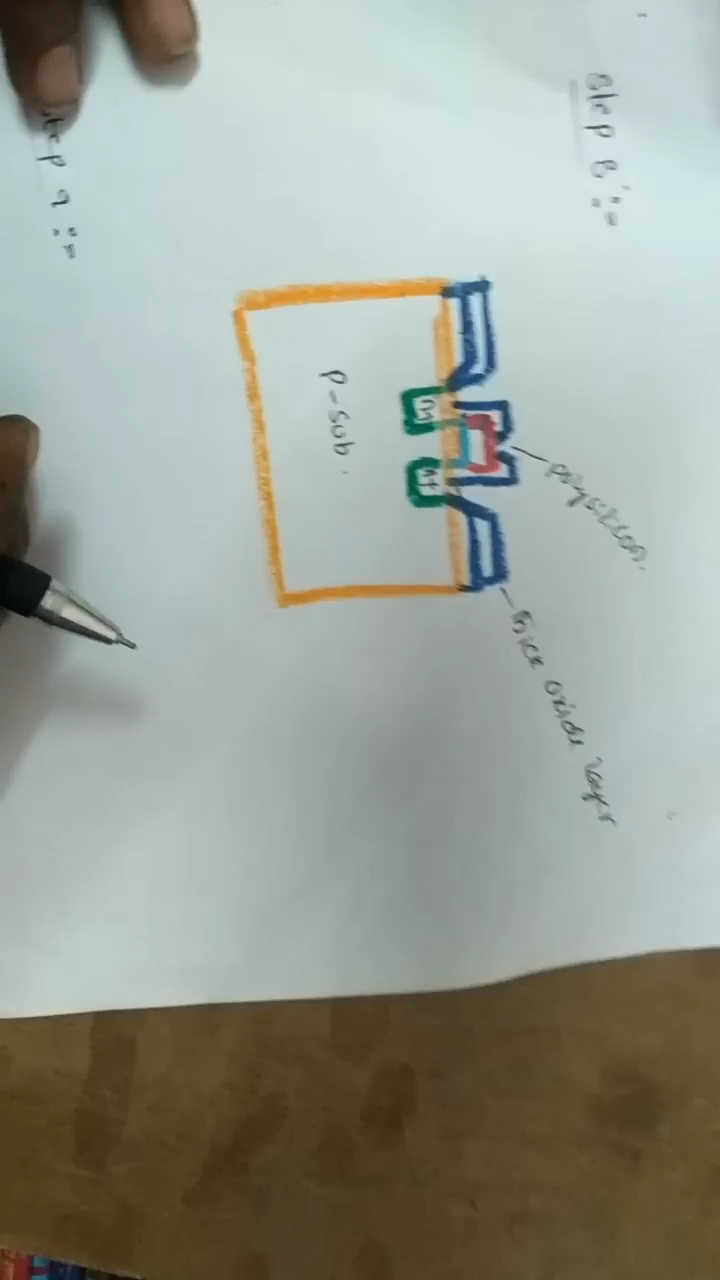 Step 8 :=
polysilicon.
Thick oxide layer
n+
n+
P-Sub.
Step 9 :=